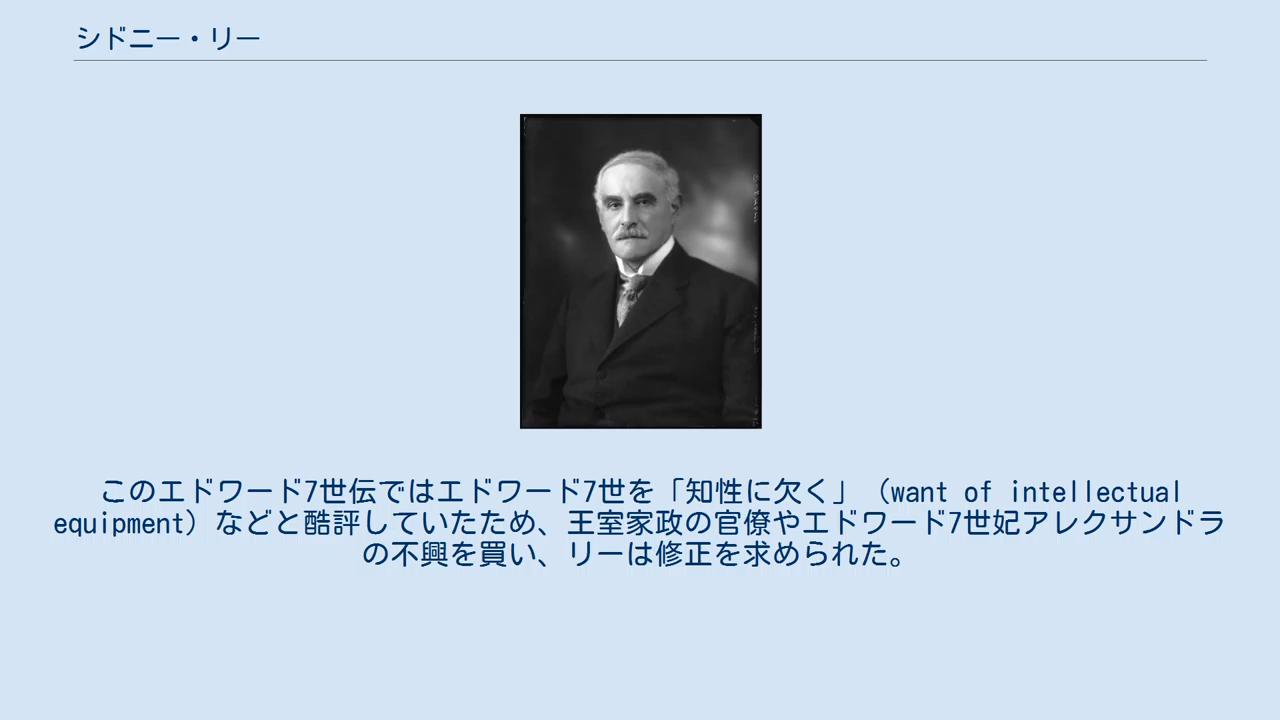 シドニー・リー
このエドワード7世伝ではエドワード7世を「知性に欠く」（want of intellectual
equipment）などと酷評していたため、王室家政の官僚やエドワード7世妃アレクサンドラ
の不興を買い、リーは修正を求められた。